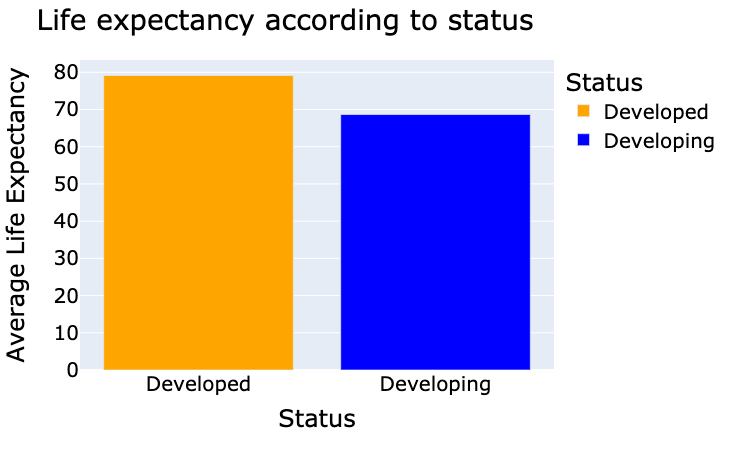 Life expectancy according to status
Average Life Expectancy
80
70
60
50
40
30
20
10
0
Developed
Developing
Status
Status
Developed
Developing